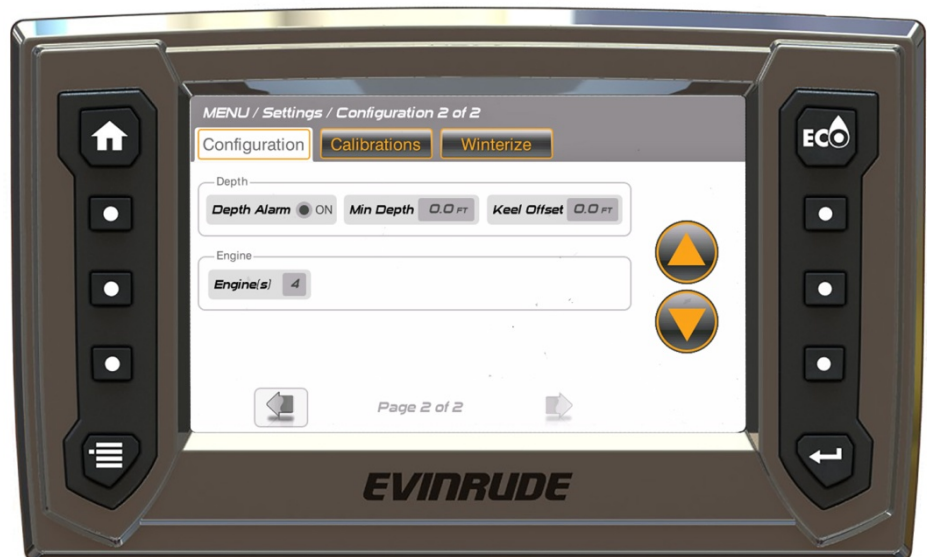 MENU / Settings / Configuration 2 of 2
Configuration Calibrations Winterize
Depth
Depth Alarm ON Min Depth 0.0 FT Keel Offset 0.0 FT
Engine
Engine(s) 4
Page 2 of 2
ECO
EVINRUDE